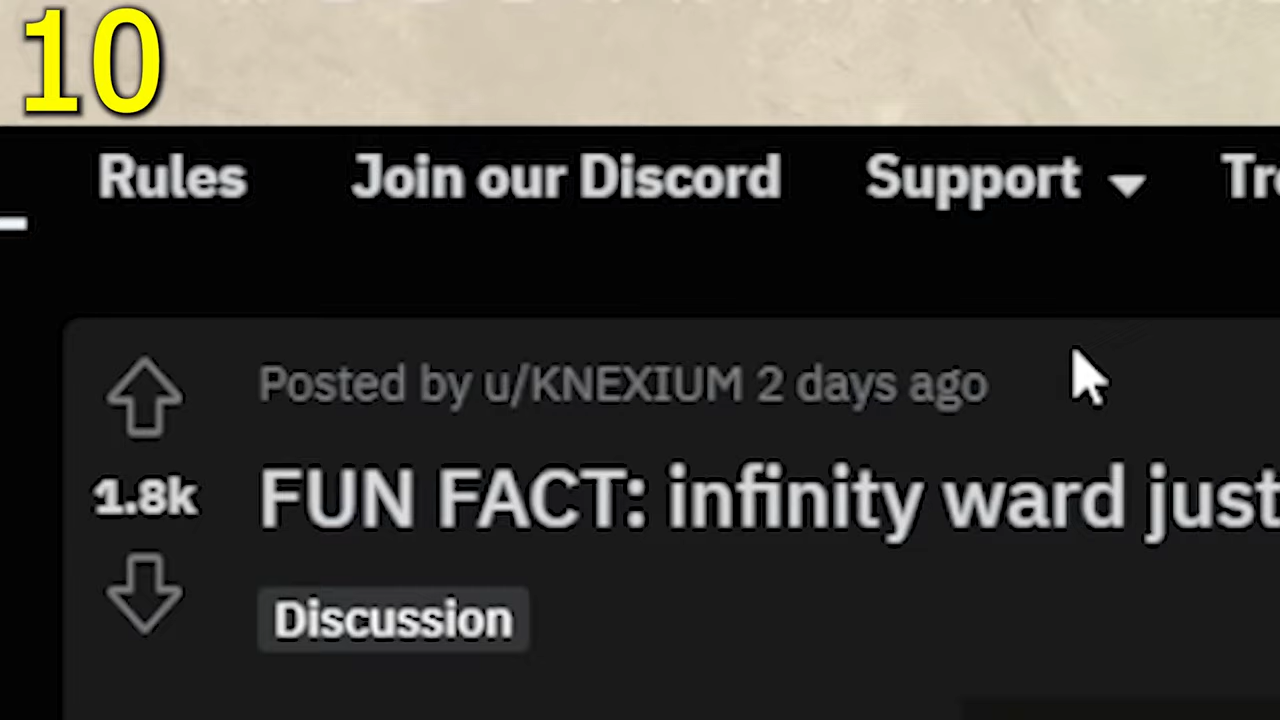 10
Rules Join our Discord Support
Posted by u/KNEXIUM 2 days ago
1.8k FUN FACT: infinity ward just
Discussion